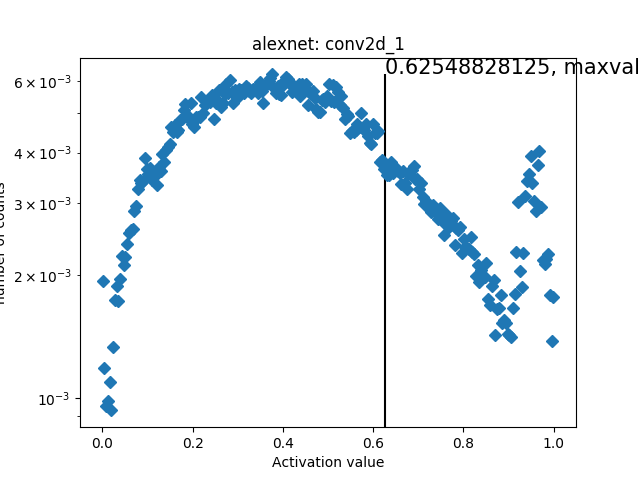 alexnet: conv2d_1
0.62548828125, maxval
6 × 10⁻³
4 × 10⁻³
3 × 10⁻³
2 × 10⁻³
10⁻³
number of counts
0.0 0.2 0.4 0.6 0.8 1.0
Activation value